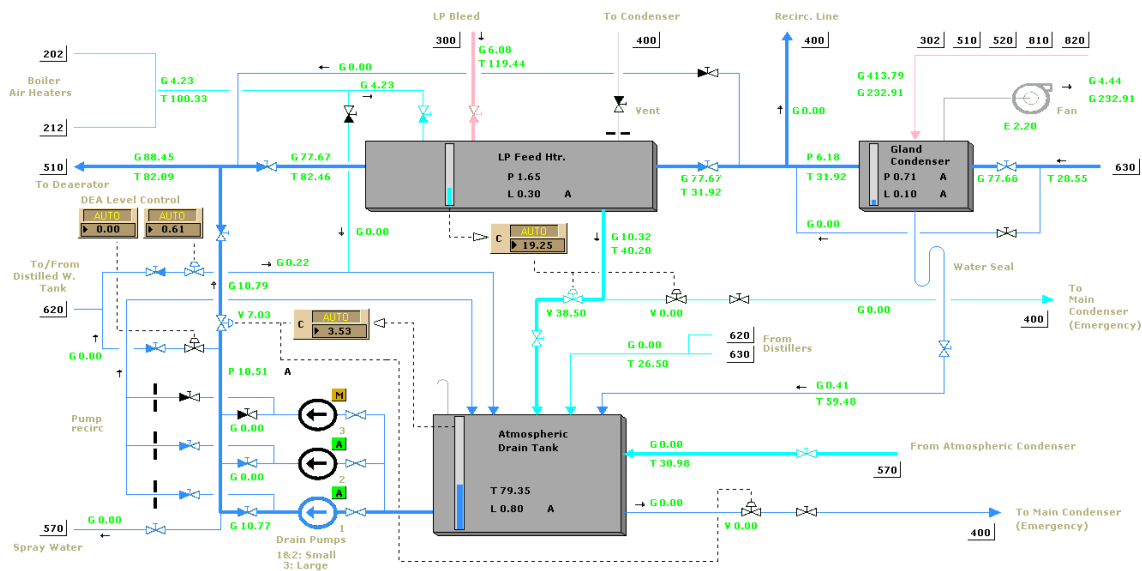 LP Bleed
To Condenser
Recirc. Line
300
400
400
302
510
520
810
820
202
G 6.08
T 119.44
G 0.00
G 4.23
T 100.33
G 4.23
Boiler
Air Heaters
Vent
G 0.00
G 413.79
G 232.91
G 4.44
G 232.91
Fan
E 2.20
212
G 88.45
510
T 82.09
To Deaerator
G 77.67
T 82.46
LP Feed Htr.
P 1.65
L 0.30 A
G 77.67
T 31.92
P 6.18
T 31.92
Gland
Condenser
P 0.71 A
L 0.10 A
G 77.66
T 28.55
630
DEA Level Control
AUTO
0.00
AUTO
0.61
G 0.00
C
AUTO
19.25
G 10.32
T 40.20
G 0.00
To/From
Distilled W.
Tank
620
G 0.22
G 10.79
Water Seal
V 7.03
C
AUTO
3.53
V 38.50
V 0.00
G 0.00
To
Main
Condenser
(Emergency)
400
G 0.00
G 0.00
T 26.50
620
630
From
Distillers
P 10.51 A
G 0.41
T 59.48
Pump
recirc
M
G 0.00
3
A
G 0.00
2
A
G 10.77
1
Atmospheric
Drain Tank
T 79.35
L 0.80 A
G 0.00
T 30.98
From Atmospheric Condenser
570
G 0.00
V 0.00
To Main Condenser
(Emergency)
400
570
G 0.00
Spray Water
Drain Pumps
1&2: Small
3: Large